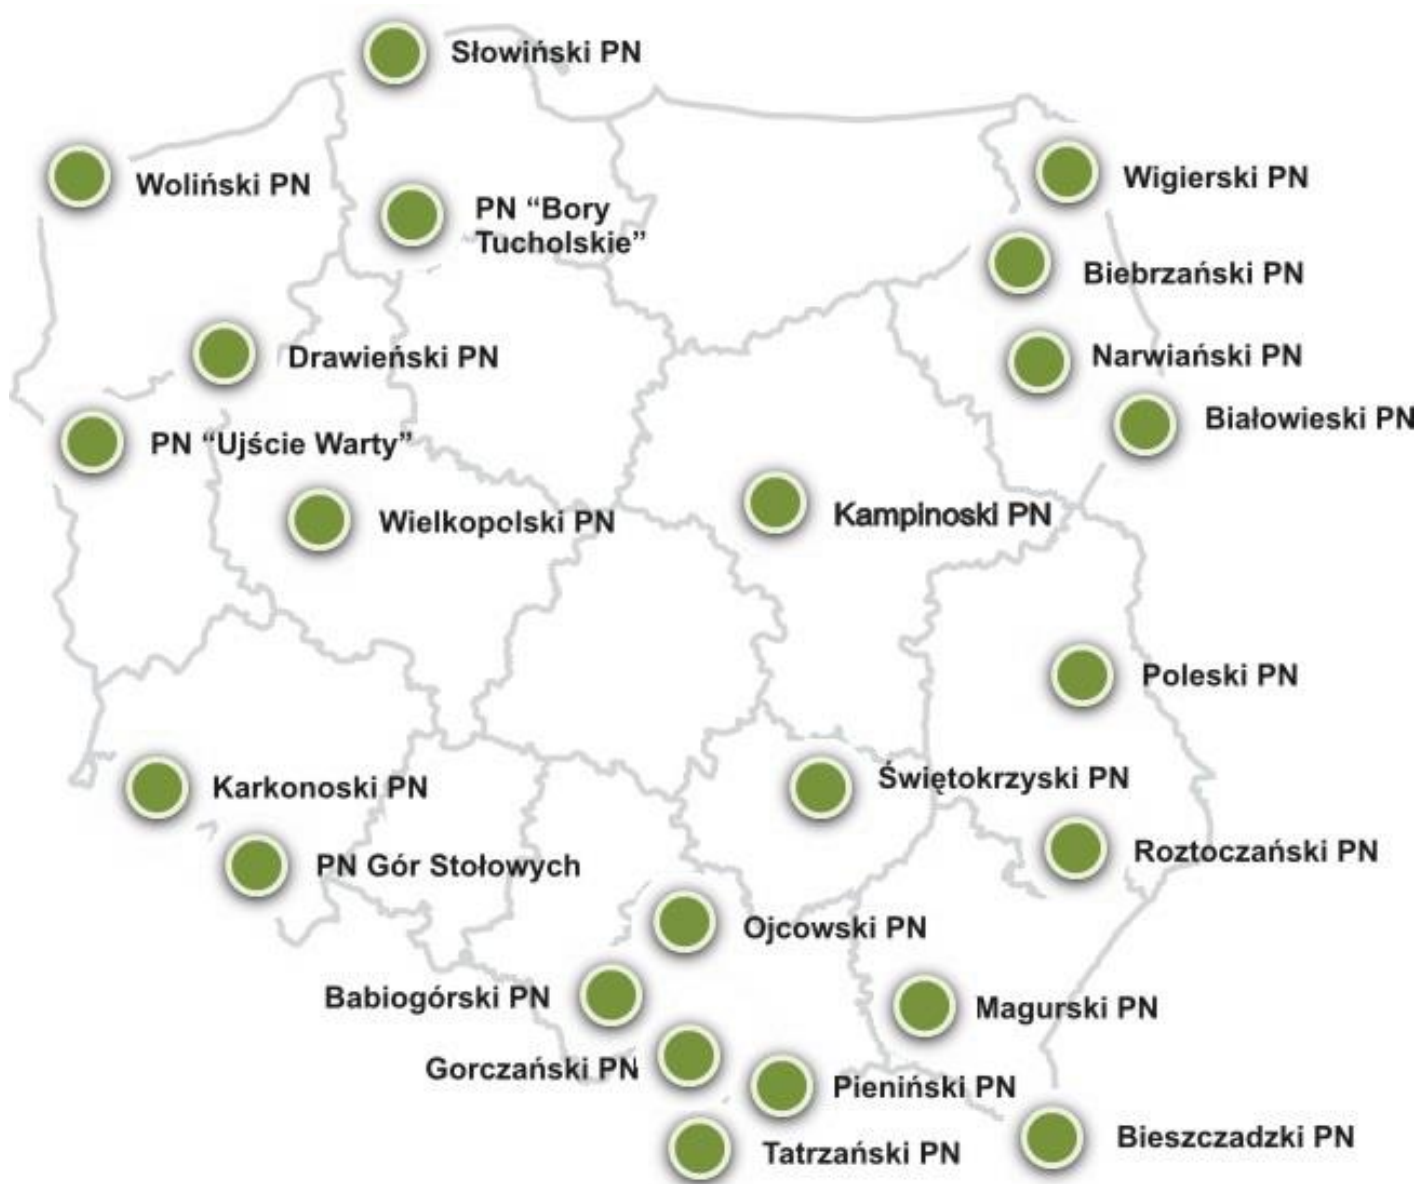 Słowiński PN
Woliński PN
Wigierski PN
PN “Bory
Tucholskie”
Biebrzański PN
Drawieński PN
Narwiański PN
Białowieski PN
PN “Ujście Warty”
Wielkopolski PN
Kampinoski PN
Poleski PN
Karkonoski PN
Świętokrzyski PN
Roztoczański PN
PN Gór Stołowych
Ojcowski PN
Babiogórski PN
Magurski PN
Gorczański PN
Pieniński PN
Bieszczadzki PN
Tatrzański PN